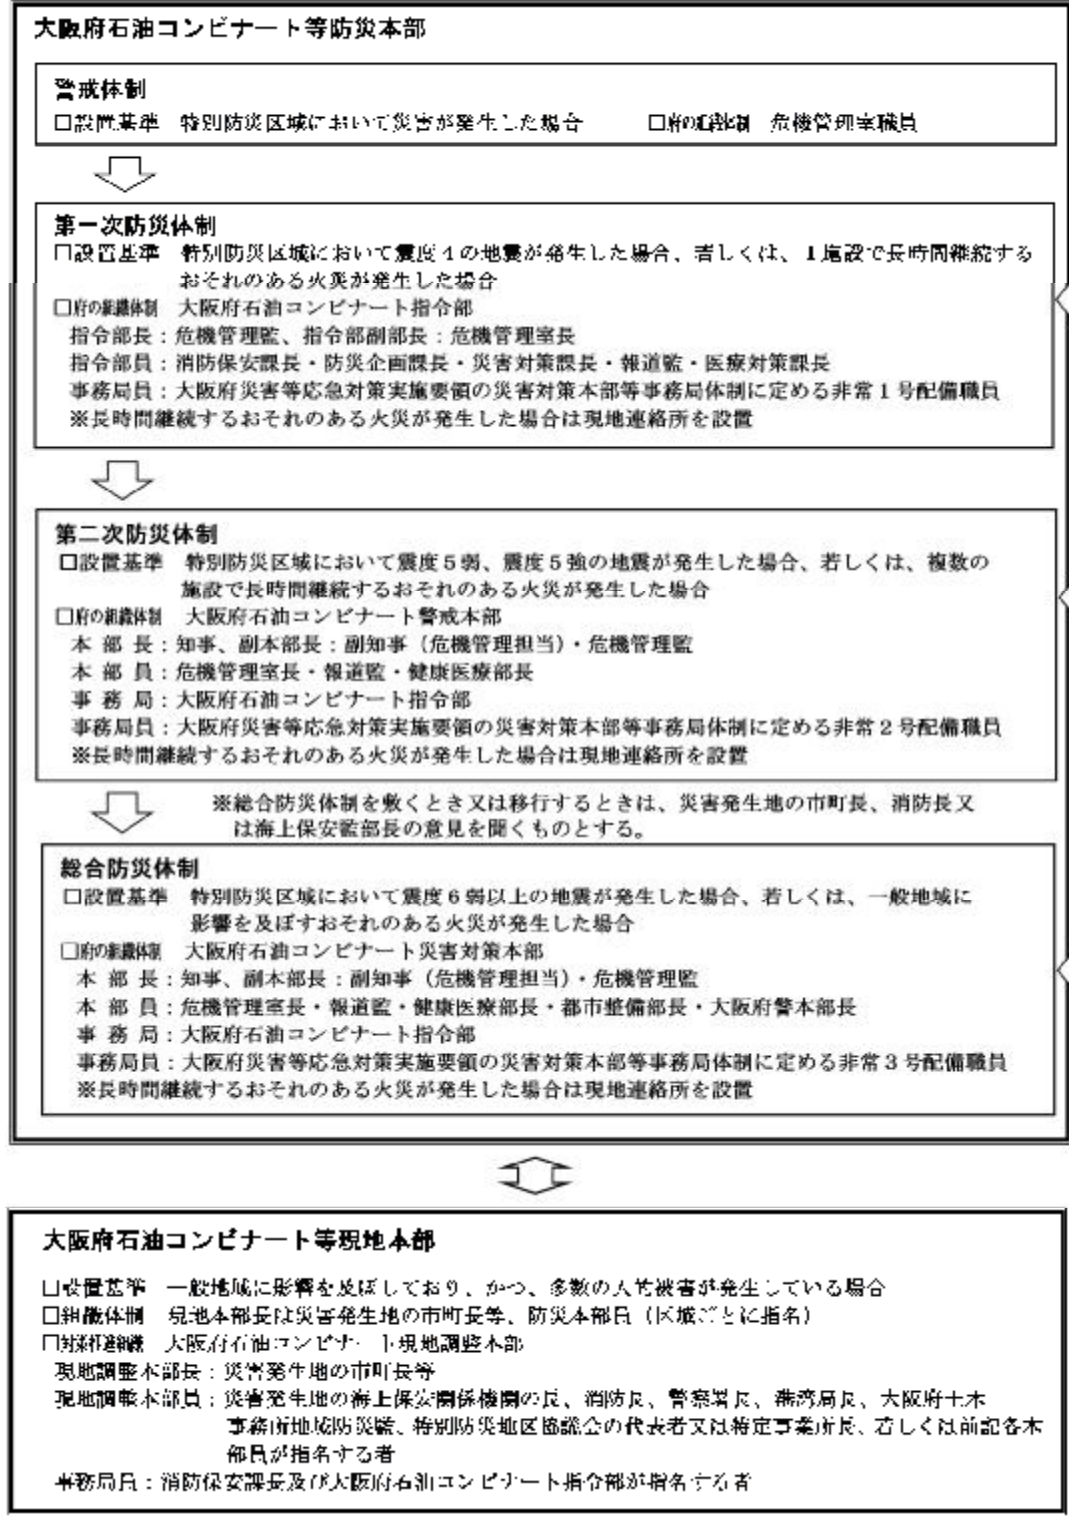 大阪府石油コンビナート等防災本部
警戒体制
□設置基準　特別防災区域において災害が発生した場合　　□府の組織体制　危機管理室職員
第一次防災体制
□設置基準　特別防災区域において震度４の地震が発生した場合、若しくは、１施設で長時間継続する
おそれのある火災が発生した場合
□府の組織体制　大阪府石油コンビナート指令部
指令部長：危機管理監、指令部副部長：危機管理室長
指令部員：消防保安課長・防災企画課長・災害対策課長・報道監・医療対策課長
事務局員：大阪府災害等応急対策実施要領の災害対策本部等事務局体制に定める非常１号配備職員
※長時間継続するおそれのある火災が発生した場合は現地連絡所を設置
第二次防災体制
□設置基準　特別防災区域において震度５弱、震度５強の地震が発生した場合、若しくは、複数の
施設で長時間継続するおそれのある火災が発生した場合
□府の組織体制　大阪府石油コンビナート警戒本部
本 部 長：知事、副本部長：副知事（危機管理担当）・危機管理監
本 部 員：危機管理室長・報道監・健康医療部長
事 務 局：大阪府石油コンビナート指令部
事務局員：大阪府災害等応急対策実施要領の災害対策本部等事務局体制に定める非常２号配備職員
※長時間継続するおそれのある火災が発生した場合は現地連絡所を設置
※総合防災体制を敷くとき又は移行するときは、災害発生地の市町長、消防長又
は海上保安監部長の意見を聞くものとする。
総合防災体制
□設置基準　特別防災区域において震度６弱以上の地震が発生した場合、若しくは、一般地域に
影響を及ぼすおそれのある火災が発生した場合
□府の組織体制　大阪府石油コンビナート災害対策本部
本 部 長：知事、副本部長：副知事（危機管理担当）・危機管理監
本 部 員：危機管理室長・報道監・健康医療部長・都市整備部長・大阪府警本部長
事 務 局：大阪府石油コンビナート指令部
事務局員：大阪府災害等応急対策実施要領の災害対策本部等事務局体制に定める非常３号配備職員
※長時間継続するおそれのある火災が発生した場合は現地連絡所を設置
大阪府石油コンビナート等現地本部
□設置基準　一般地域に影響を及ぼしており、かつ、多数の人的被害が発生している場合
□組織体制　現地本部長は災害発生地の市町長等、防災本部員（区域ごとに指名）
□対策推進組織　大阪府石油コンビナート現地調整本部
現地調整本部長：災害発生地の市町長等
現地調整本部員：災害発生地の海上保安関係機関の長、消防長、警察署長、港湾局長、大阪府土木
事務所地域防災監、特別防災地区協議会の代表者又は特定事業所長、若しくは前記各本
部員が指名する者
事務局員：消防保安課長及び大阪府石油コンビナート指令部が指名する者